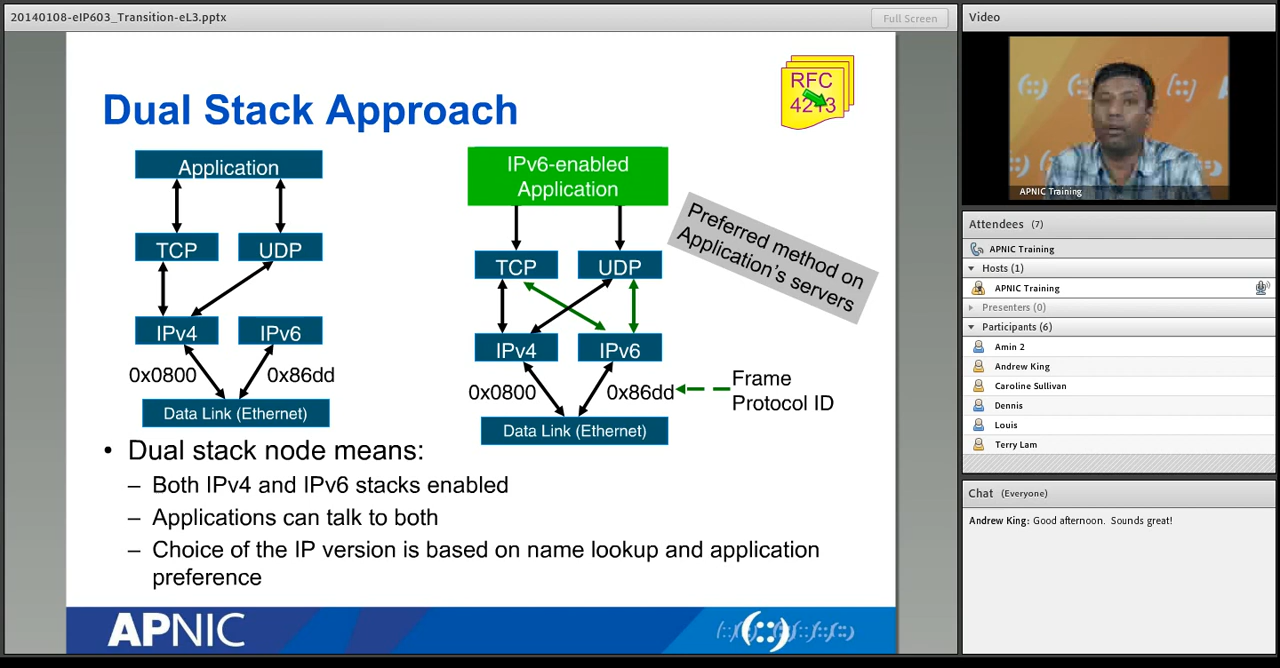 20140108-eIP603_Transition-eL3.pptx
Full Screen
Dual Stack Approach
RFC
4213
Application
TCP
UDP
IPv4
IPv6
0x0800
0x86dd
Data Link (Ethernet)
IPv6-enabled
Application
TCP
UDP
IPv4
IPv6
0x0800
0x86dd
Data Link (Ethernet)
Preferred method on
Application's servers
Frame
Protocol ID
• Dual stack node means:
– Both IPv4 and IPv6 stacks enabled
– Applications can talk to both
– Choice of the IP version is based on name lookup and application
preference
APNIC
(::)
Video
APNIC Training
Attendees (7)
APNIC Training
Hosts (1)
APNIC Training
Presenters (0)
Participants (6)
Amin 2
Andrew King
Caroline Sullivan
Dennis
Louis
Terry Lam
Chat (Everyone)
Andrew King: Good afternoon. Sounds great!